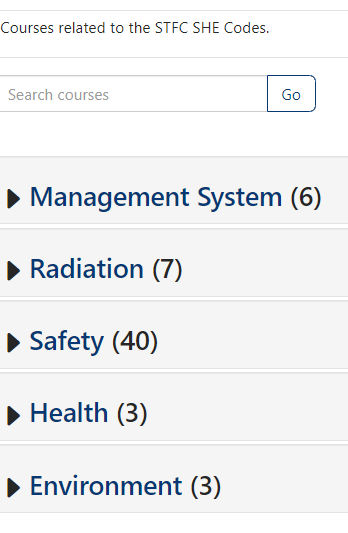 Courses related to the STFC SHE Codes.
Search courses
Go
Management System (6)
Radiation (7)
Safety (40)
Health (3)
Environment (3)